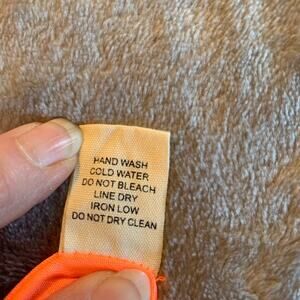 HAND WASH
COLD WATER
DO NOT BLEACH
LINE DRY
IRON LOW
DO NOT DRY CLEAN